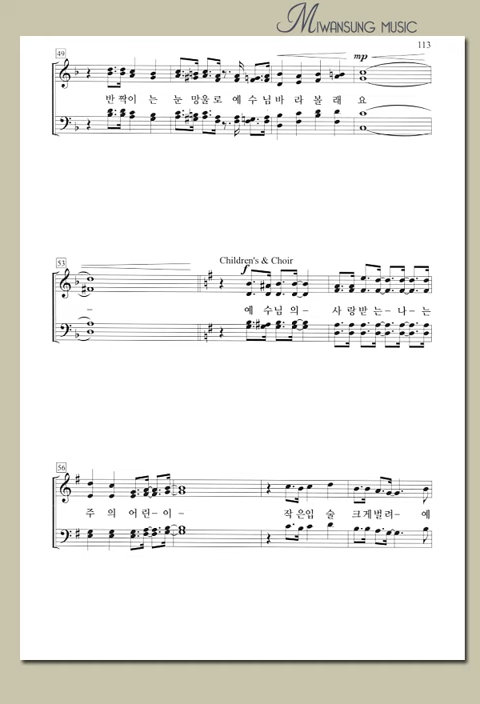 MIWANSUNG MUSIC
113
49
mp
반 짝이 는 눈 망울로 예 수 님 바 라 볼 래 요
53
Children's & Choir
f
- 예 수님 의- 사 랑받 는-나-는
56
주 의 어 린-이- 작 은입 술 크게벌려- 예